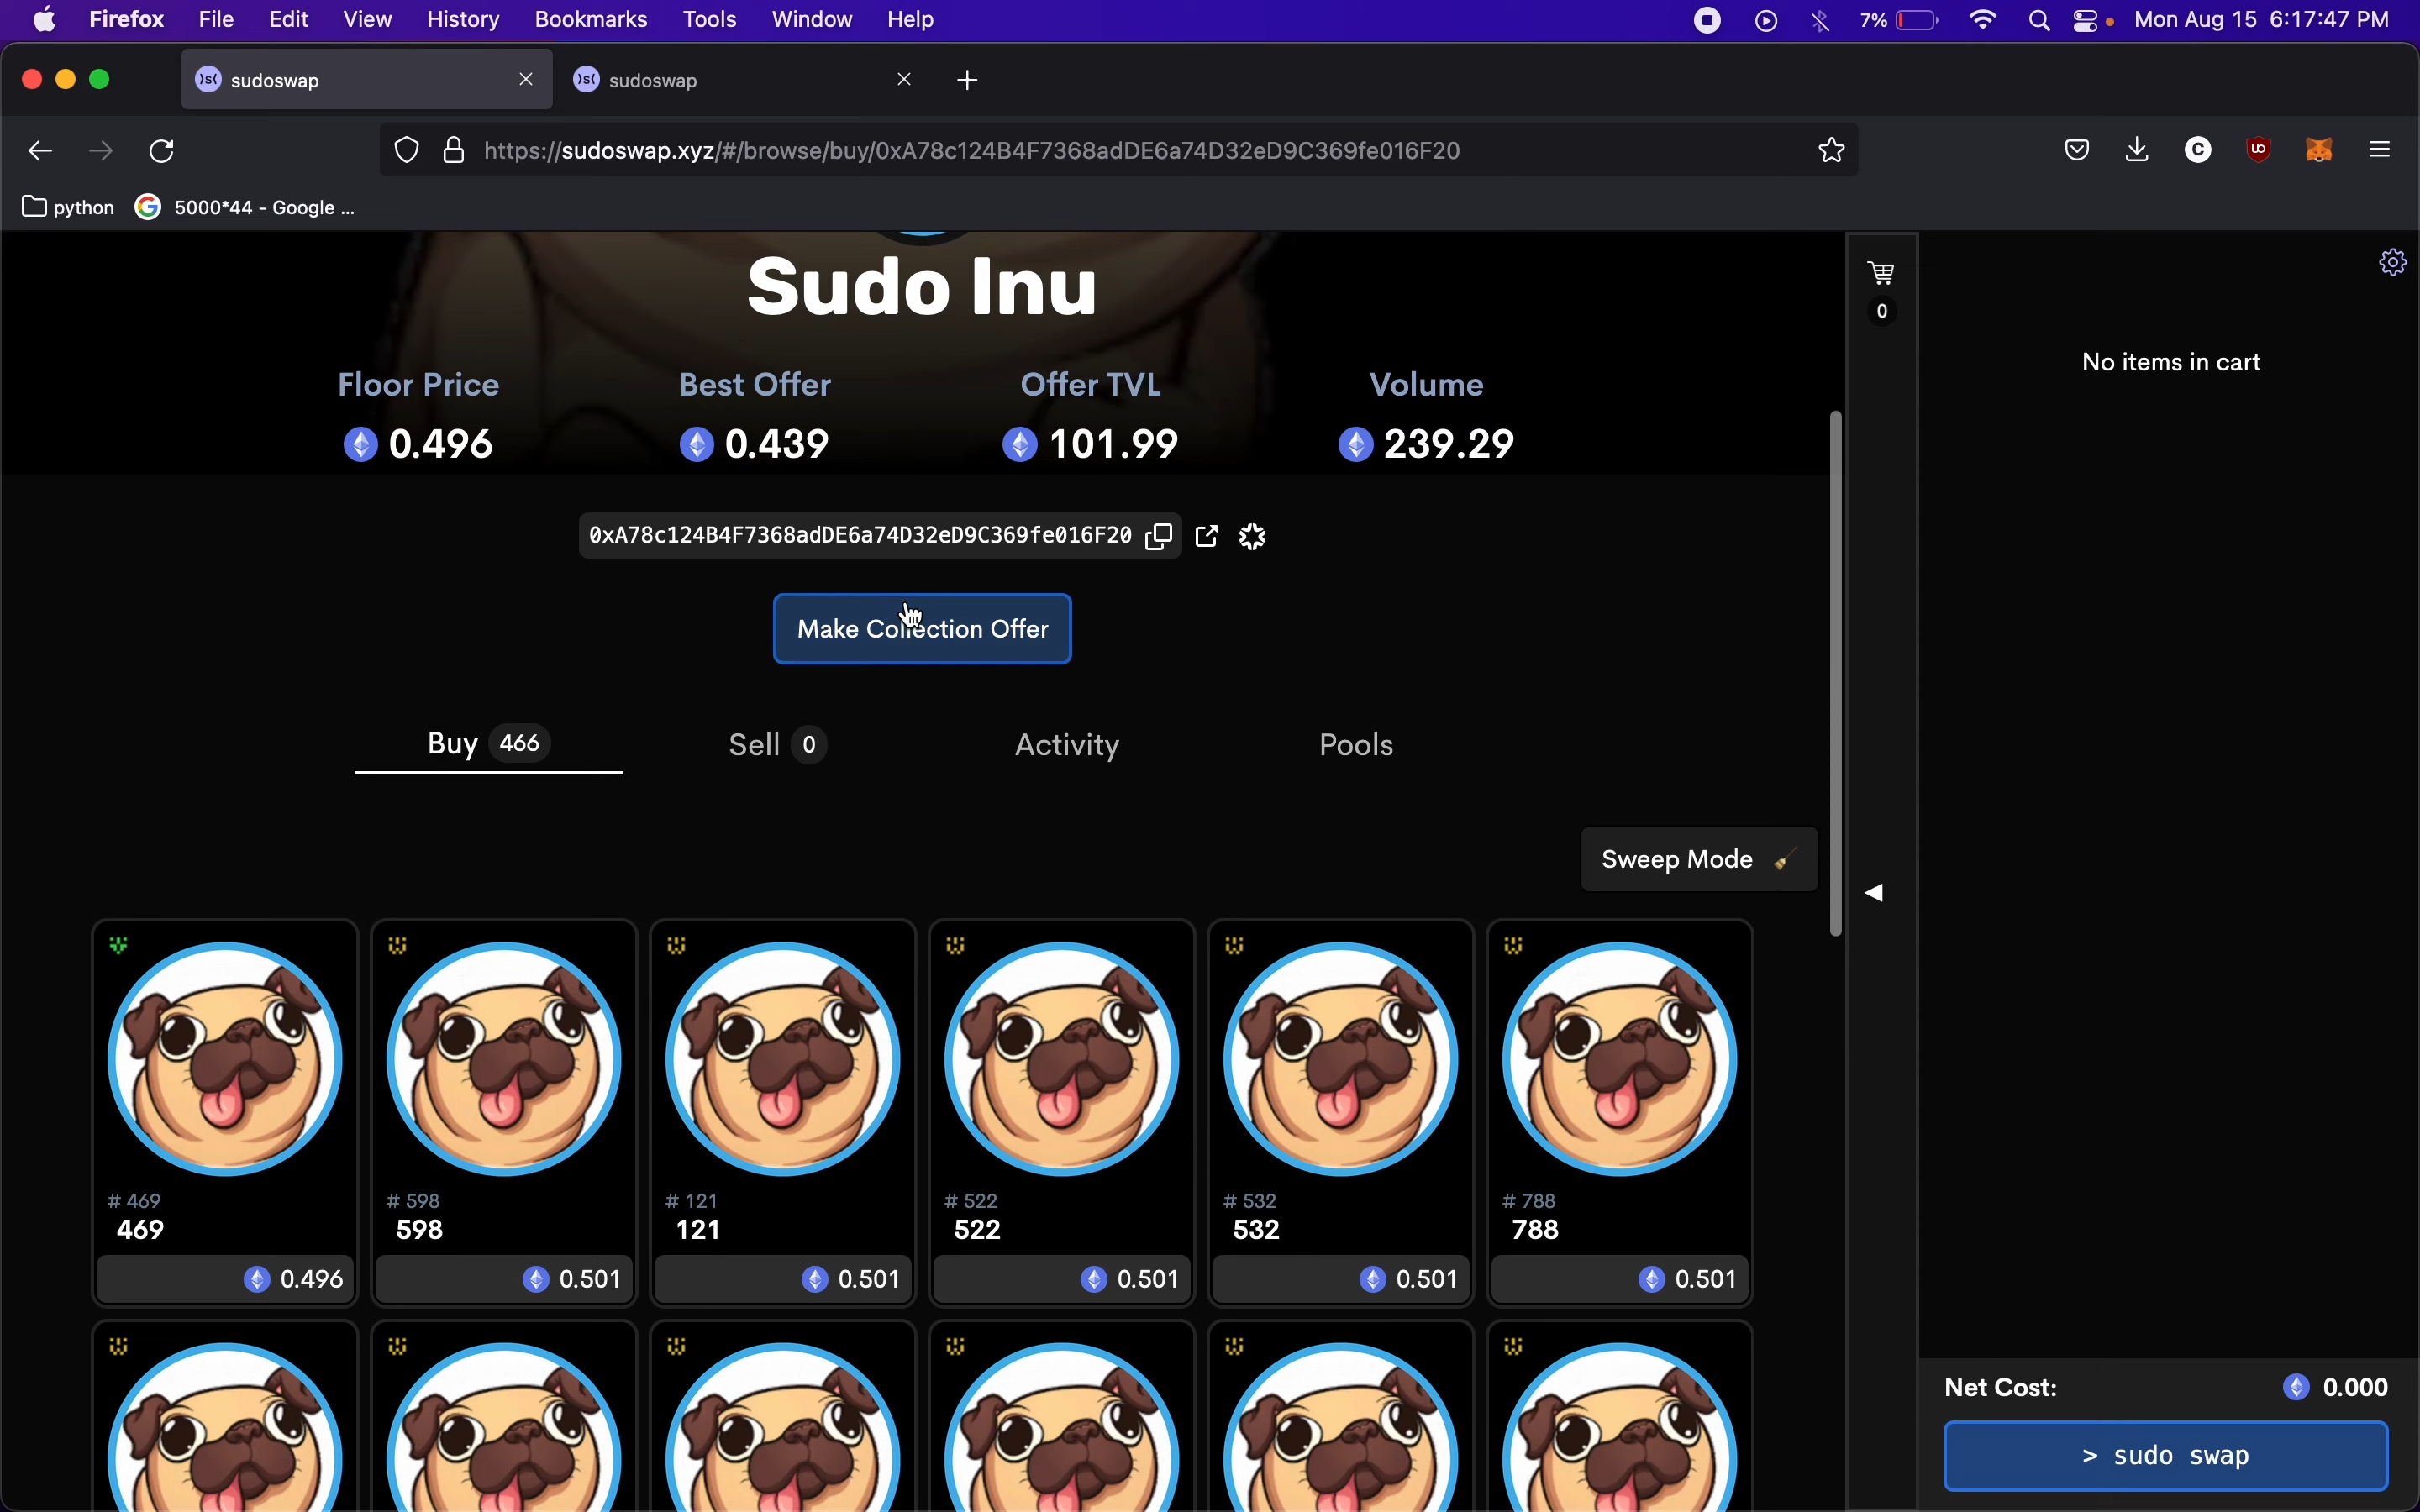 Firefox File Edit View History Bookmarks Tools Window Help 7% Mon Aug 15 6:17:47 PM
)s( sudoswap )s( sudoswap
https://sudoswap.xyz/#/browse/buy/0xA78c124B4F7368adDE6a74D32eD9C369fe016F20 C UO
python 5000*44 - Google ...
Sudo Inu
0
No items in cart
Floor Price Best Offer Offer TVL Volume
0.496 0.439 101.99 239.29
0xA78c124B4F7368adDE6a74D32eD9C369fe016F20
Make Collection Offer
Buy 466 Sell 0 Activity Pools
Sweep Mode
# 469 # 598 # 121 # 522 # 532 # 788
469 598 121 522 532 788
0.496 0.501 0.501 0.501 0.501 0.501
Net Cost: 0.000
> sudo swap